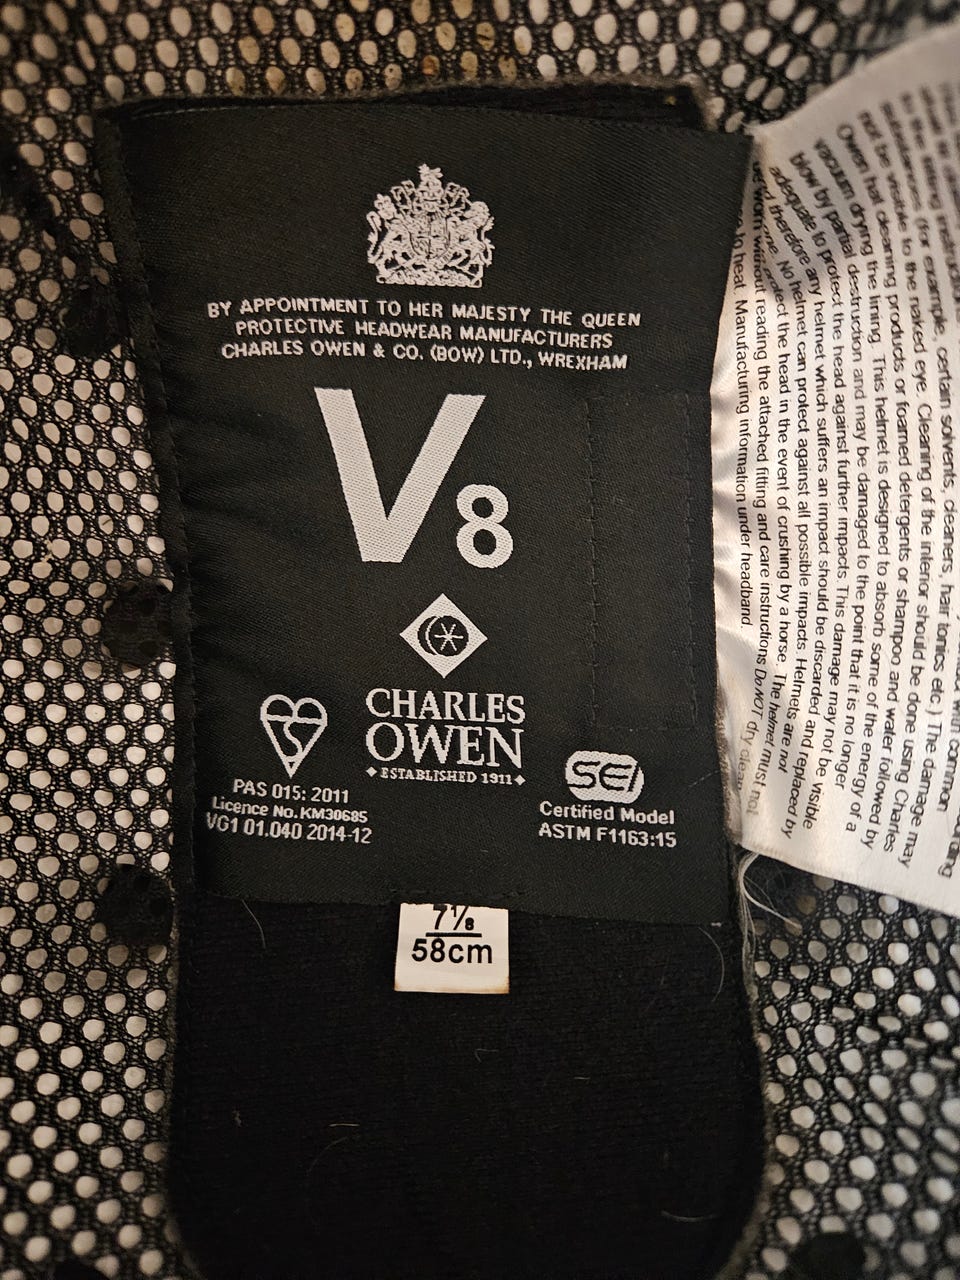 BY APPOINTMENT TO HER MAJESTY THE QUEEN
PROTECTIVE HEADWEAR MANUFACTURERS
CHARLES OWEN & CO. (BOW) LTD., WREXHAM
V8
CHARLES
OWEN
ESTABLISHED 1911
PAS 015: 2011
Licence No. KM30685
VG1 01.040 2014-12
SEI
Certified Model
ASTM F1163:15
7⅛
58cm
substances (for example, certain solvents, cleaners, hair tonics etc.) The damage may
not be visible to the naked eye. Cleaning of the interior should be done using Charles
Owen hat cleaning products or foamed detergents or shampoo and water followed by
vacuum drying the lining. This helmet is designed to absorb some of the energy of a
blow by partial destruction and may be damaged to the point that it is no longer
adequate to protect the head against further impacts. This damage may not be visible
and therefore any helmet which suffers an impact should be discarded and replaced by
one. No helmet can protect against all possible impacts. Helmets are not
protect the head in the event of crushing by a horse. The helmet must not
worn without reading the attached fitting and care instructions Do NOT dry clean
to heat. Manufacturing information under headband.